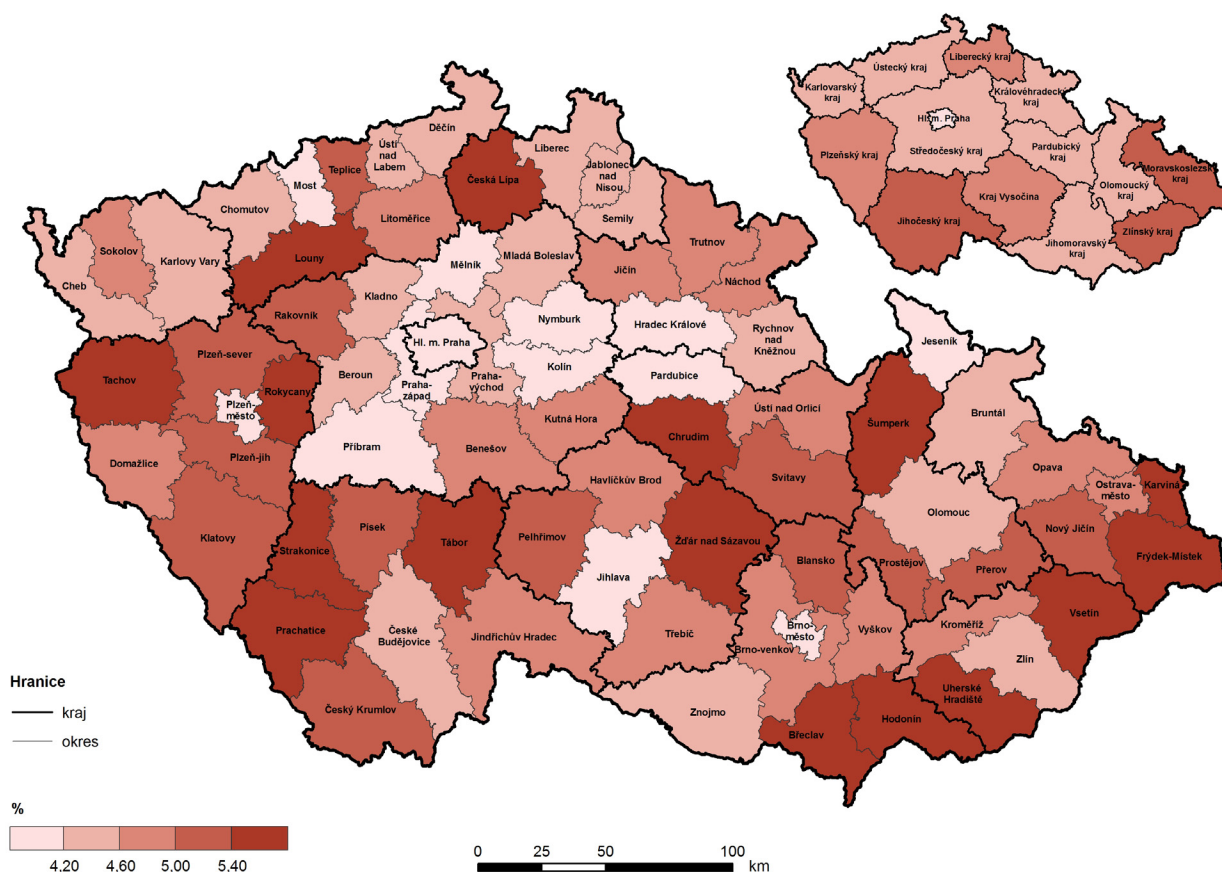 Ústecký kraj
Liberecký kraj
Karlovarský
kraj
Královéhradecký
kraj
Hl. m. Praha
Středočeský kraj
Plzeňský kraj
Pardubický
kraj
Moravskoslezský
kraj
Olomoucký
kraj
Kraj Vysočina
Jihočeský kraj
Zlínský kraj
Jihomoravský
kraj
Děčín
Ústí
nad
Labem
Liberec
Teplice
Jablonec
nad
Nisou
Most
Česká Lípa
Chomutov
Litoměřice
Semily
Sokolov
Karlovy Vary
Louny
Trutnov
Mělník
Mladá Boleslav
Jičín
Cheb
Náchod
Kladno
Rakovník
Nymburk
Hradec Králové
Rychnov
nad
Kněžnou
Hl. m. Praha
Jeseník
Plzeň-sever
Kolín
Beroun
Praha-
východ
Pardubice
Tachov
Rokycany
Praha-
západ
Plzeň-
město
Kutná Hora
Ústí nad Orlicí
Bruntál
Šumperk
Chrudim
Příbram
Benešov
Domažlice
Plzeň-jih
Opava
Havlíčkův Brod
Svitavy
Ostrava-
město
Karviná
Olomouc
Nový Jičín
Klatovy
Strakonice
Písek
Tábor
Pelhřimov
Žďár nad Sázavou
Frýdek-Místek
Blansko
Prostějov
Přerov
Jihlava
Vsetín
Prachatice
České
Budějovice
Jindřichův Hradec
Třebíč
Brno-
město
Brno-venkov
Vyškov
Kroměříž
Zlín
Uherské
Hradiště
Český Krumlov
Znojmo
Hodonín
Břeclav
Hranice
kraj
okres
%
4.20 4.60 5.00 5.40
0 25 50 100
km